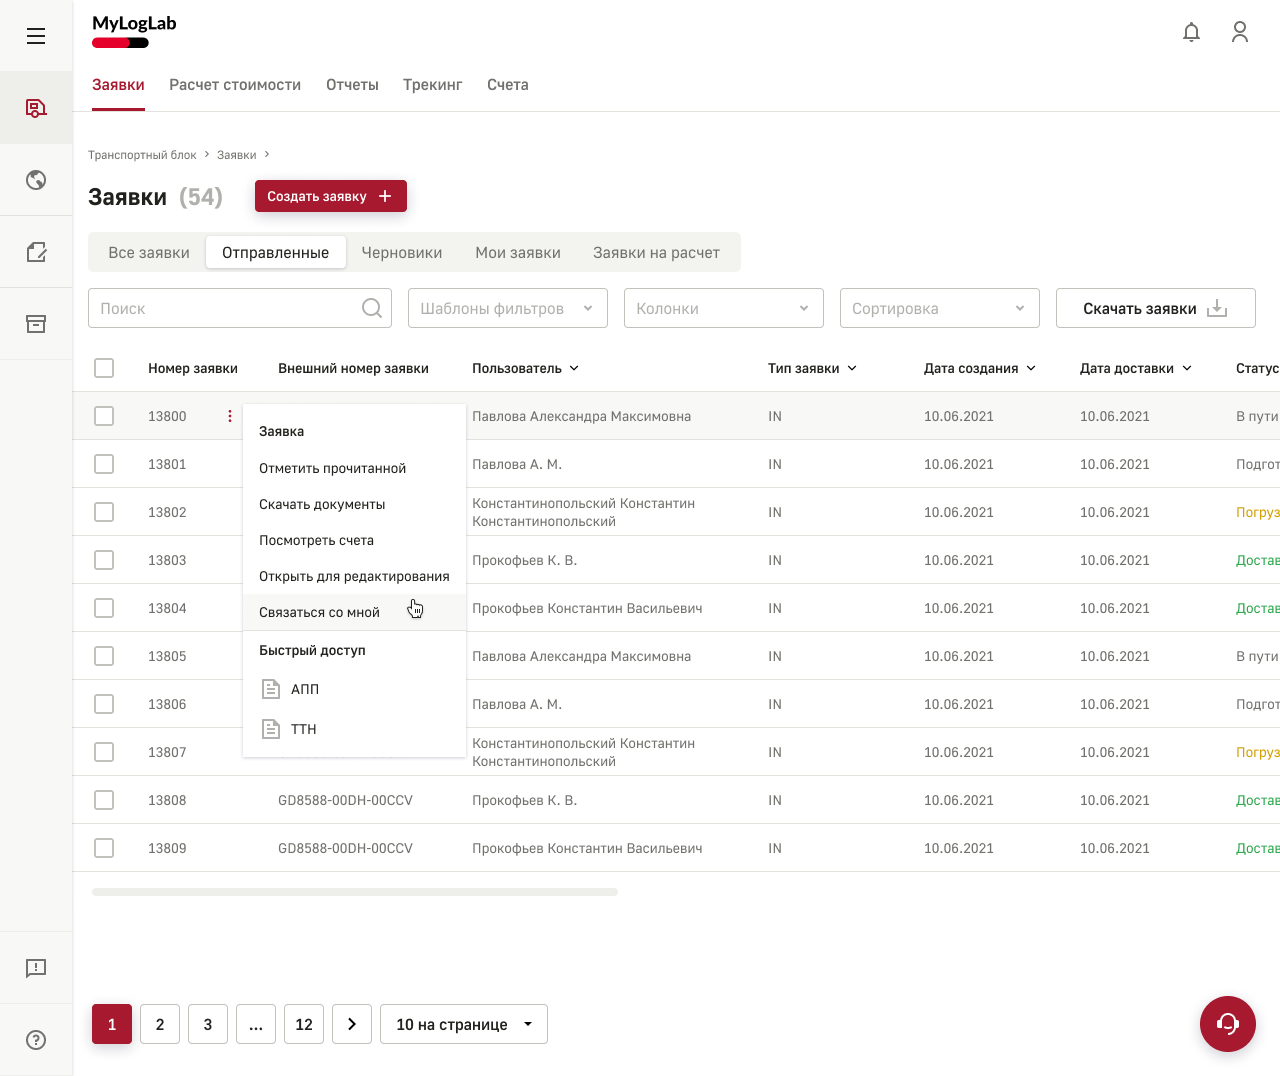 MyLogLab
Заявки Расчет стоимости Отчеты Трекинг Счета
Транспортный блок Заявки
Заявки (54) Создать заявку
Все заявки Отправленные Черновики Мои заявки Заявки на расчет
Поиск Шаблоны фильтров Колонки Сортировка Скачать заявки
Номер заявки Внешний номер заявки Пользователь Тип заявки Дата создания Дата доставки Статус
13800 Павлова Александра Максимовна IN 10.06.2021 10.06.2021 В пути
Заявка
Отметить прочитанной
Скачать документы
Посмотреть счета
Открыть для редактирования
Связаться со мной
Быстрый доступ
АПП
ТТН
13801 Павлова А. М. IN 10.06.2021 10.06.2021 Подгот
13802 Константинопольский Константин
Константинопольский IN 10.06.2021 10.06.2021 Погруз
13803 Прокофьев К. В. IN 10.06.2021 10.06.2021 Достав
13804 Прокофьев Константин Васильевич IN 10.06.2021 10.06.2021 Достав
13805 Павлова Александра Максимовна IN 10.06.2021 10.06.2021 В пути
13806 Павлова А. М. IN 10.06.2021 10.06.2021 Подгот
13807 Константинопольский Константин
Константинопольский IN 10.06.2021 10.06.2021 Погруз
13808 GD8588-00DH-00CCV Прокофьев К. В. IN 10.06.2021 10.06.2021 Достав
13809 GD8588-00DH-00CCV Прокофьев Константин Васильевич IN 10.06.2021 10.06.2021 Достав
1 2 3 ... 12 10 на странице